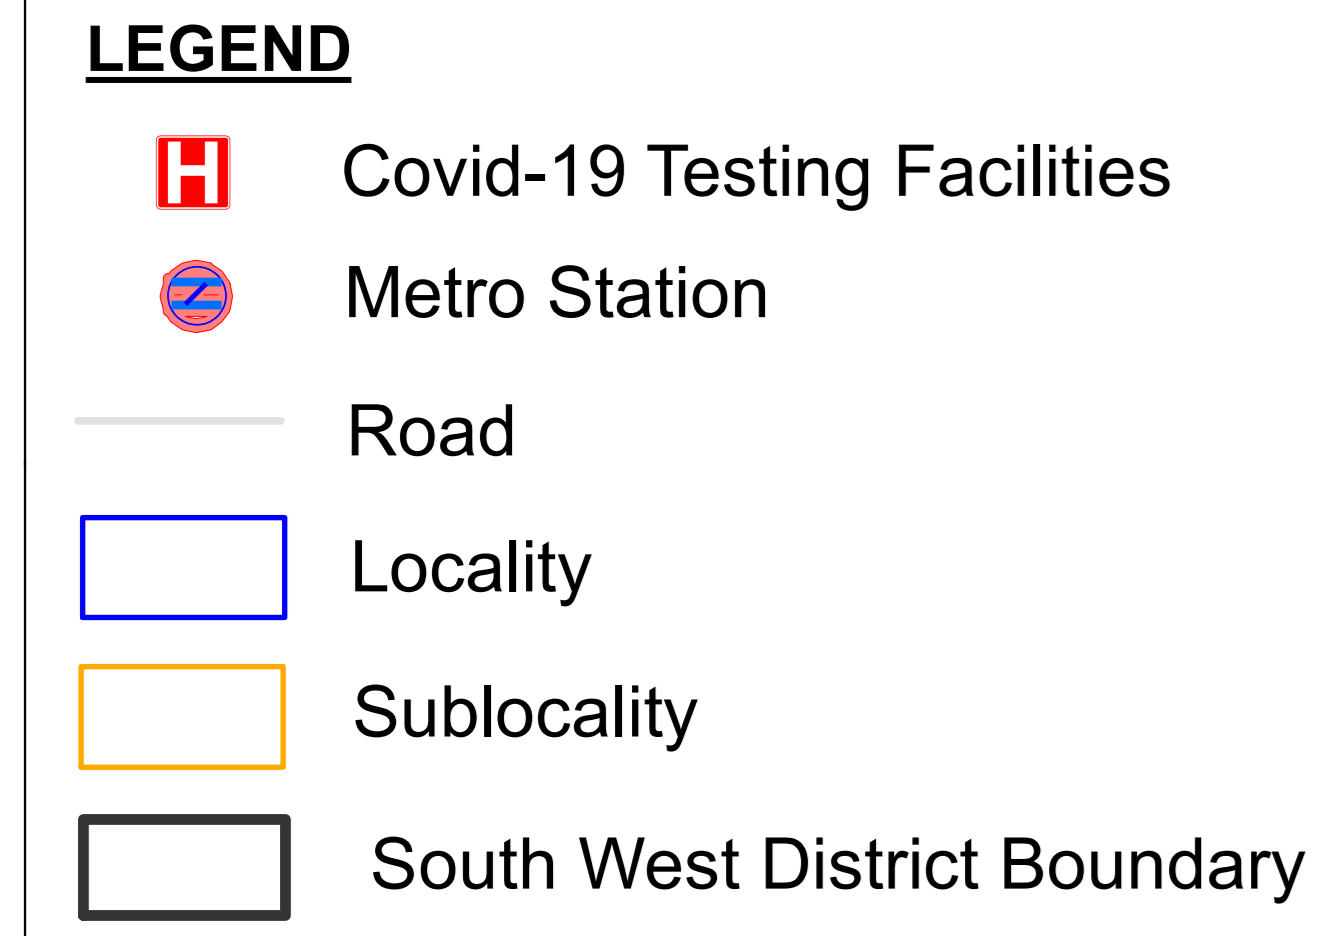 LEGEND
H Covid-19 Testing Facilities
Metro Station
Road
Locality
Sublocality
South West District Boundary